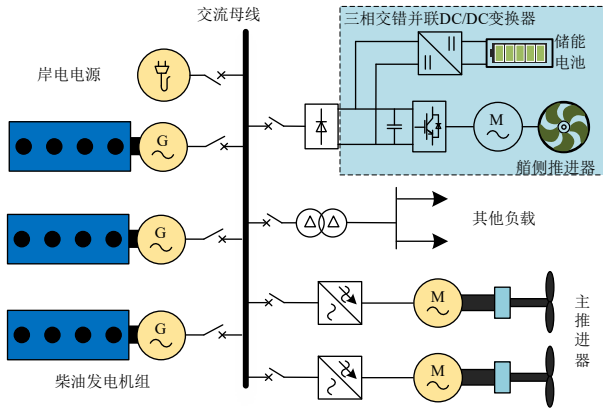 交流母线
三相交错并联DC/DC变换器
储能
电池
岸电电源
G
M
艏侧推进器
G
其他负载
M
主
推
进
器
G
M
柴油发电机组